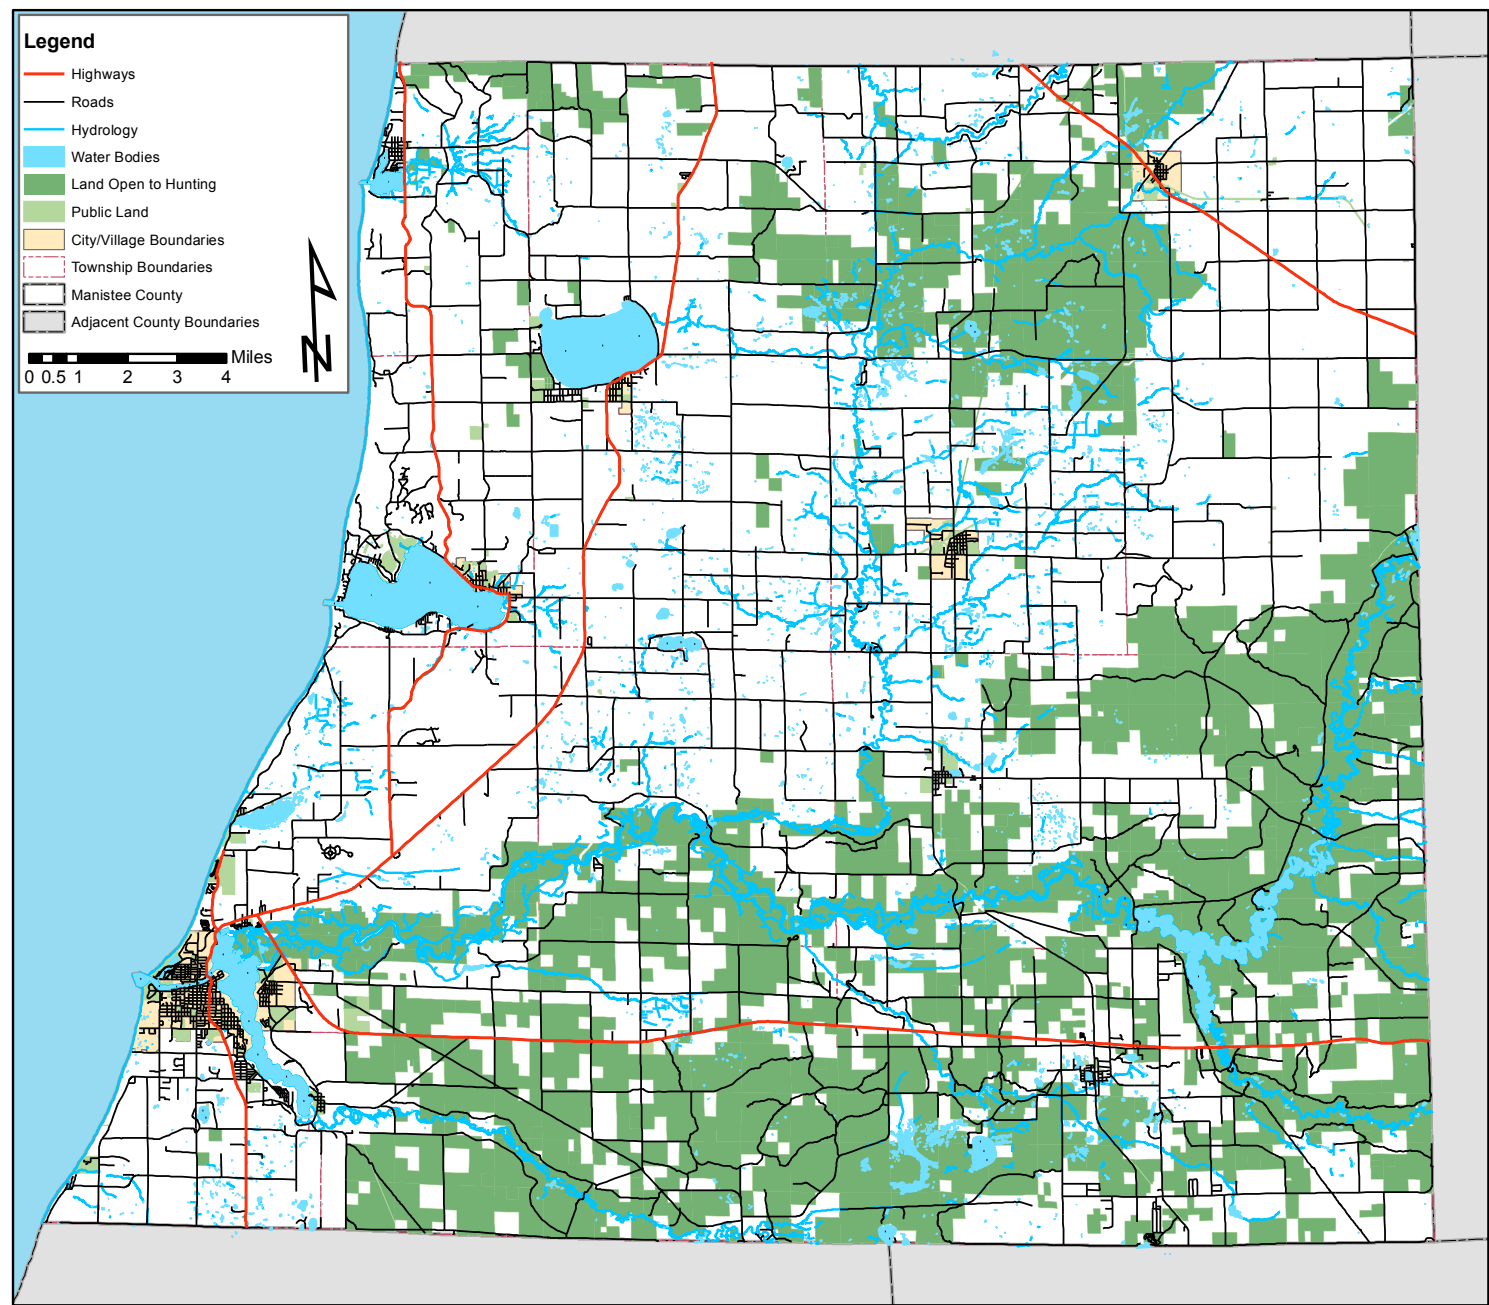 Legend
Highways
Roads
Hydrology
Water Bodies
Land Open to Hunting
Public Land
City/Village Boundaries
Township Boundaries
Manistee County
Adjacent County Boundaries
Miles
0 0.5 1 2 3 4
N